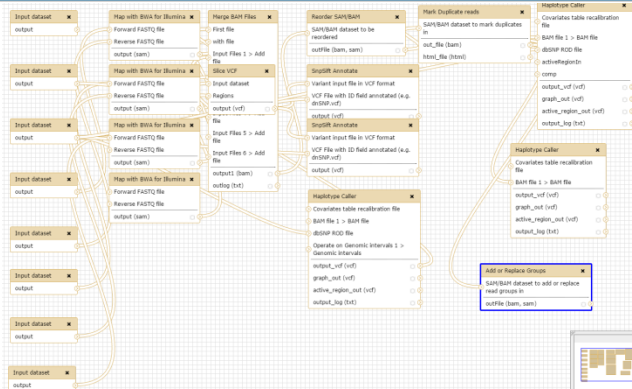 Input dataset
output
Input dataset
output
Input dataset
output
Input dataset
output
Input dataset
output
Input dataset
output
Input dataset
output
Input dataset
output
Map with BWA for Illumina
Forward FASTQ file
Reverse FASTQ file
output (sam)
Map with BWA for Illumina
Forward FASTQ file
Reverse FASTQ file
output (sam)
Map with BWA for Illumina
Forward FASTQ file
Reverse FASTQ file
output (sam)
Map with BWA for Illumina
Forward FASTQ file
Reverse FASTQ file
output (sam)
Merge BAM Files
First file
with file
Input Files 1 > Add
file
Slice VCF
Input dataset
Regions
output (vcf)
Input Files 5 > Add
file
Input Files 6 > Add
file
output1 (bam)
outlog (txt)
Reorder SAM/BAM
SAM/BAM dataset to be
reordered
outFile (bam, sam)
SnpSift Annotate
Variant input file in VCF format
VCF File with ID field annotated (e.g.
dnSNP.vcf)
output (vcf)
SnpSift Annotate
Variant input file in VCF format
VCF File with ID field annotated (e.g.
dnSNP.vcf)
output (vcf)
Haplotype Caller
Covariates table recalibration file
BAM file 1 > BAM file
dbSNP ROD file
Operate on Genomic intervals 1 >
Genomic intervals
output_vcf (vcf)
graph_out (vcf)
active_region_out (vcf)
output_log (txt)
Mark Duplicate reads
SAM/BAM dataset to mark duplicates
in
out_file (bam)
html_file (html)
Haplotype Caller
Covariates table recalibration
file
BAM file 1 > BAM file
dbSNP ROD file
activeRegionIn
comp
output_vcf (vcf)
graph_out (vcf)
active_region_out (vcf)
output_log (txt)
Haplotype Caller
Covariates table recalibration
file
BAM file 1 > BAM file
output_vcf (vcf)
graph_out (vcf)
active_region_out (vcf)
output_log (txt)
Add or Replace Groups
SAM/BAM dataset to add or replace
read groups in
outFile (bam, sam)